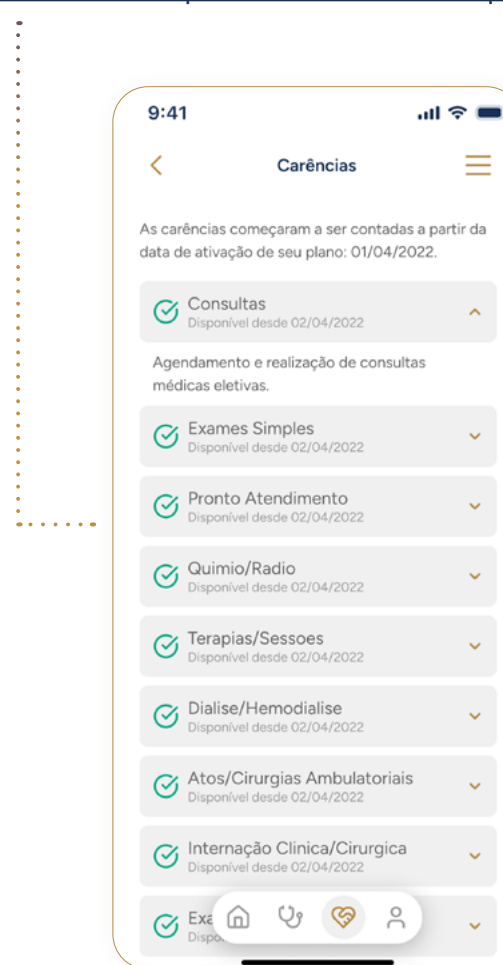 9:41
Carências
As carências começaram a ser contadas a partir da
data de ativação de seu plano: 01/04/2022.
Consultas
Disponível desde 02/04/2022
Agendamento e realização de consultas
médicas eletivas.
Exames Simples
Disponível desde 02/04/2022
Pronto Atendimento
Disponível desde 02/04/2022
Quimio/Radio
Disponível desde 02/04/2022
Terapias/Sessoes
Disponível desde 02/04/2022
Dialise/Hemodialise
Disponível desde 02/04/2022
Atos/Cirurgias Ambulatoriais
Disponível desde 02/04/2022
Internação Clinica/Cirurgica
Disponível desde 02/04/2022